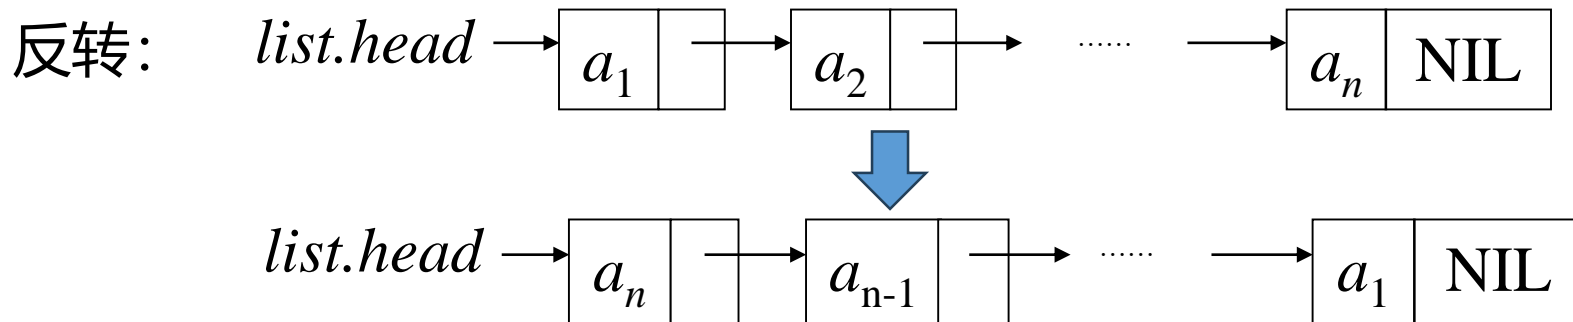 反转： list.head a₁ a₂ …… aₙ NIL
list.head aₙ aₙ₋₁ …… a₁ NIL